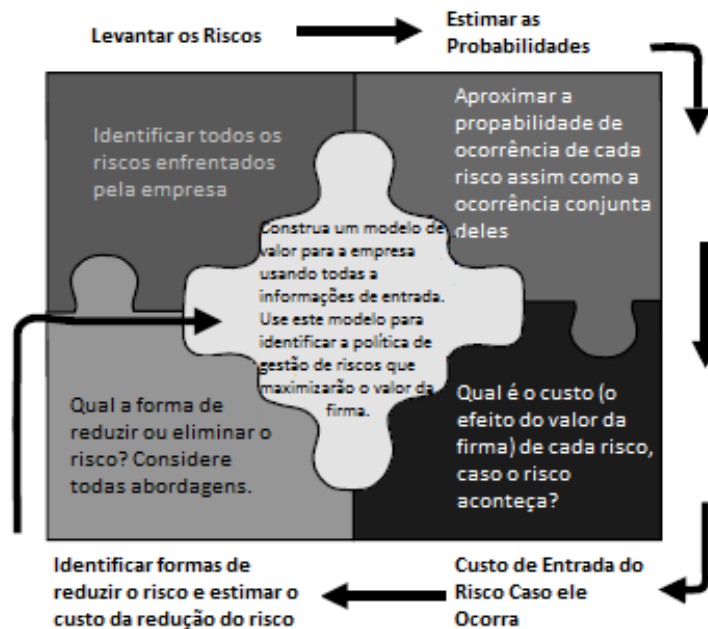 Levantar os Riscos
Estimar as
Probabilidades
Identificar todos os
riscos enfrentados
pela empresa
Aproximar a
propabilidade de
ocorrência de cada
risco assim como a
ocorrência conjunta
deles
Construa um modelo de
valor para a empresa
usando todas a
informações de entrada.
Use este modelo para
identificar a política de
gestão de riscos que
maximizarão o valor da
firma.
Qual a forma de
reduzir ou eliminar o
risco? Considere
todas abordagens.
Qual é o custo (o
efeito do valor da
firma) de cada risco,
caso o risco
aconteça?
Identificar formas de
reduzir o risco e estimar o
custo da redução do risco
Custo de Entrada do
Risco Caso ele
Ocorra